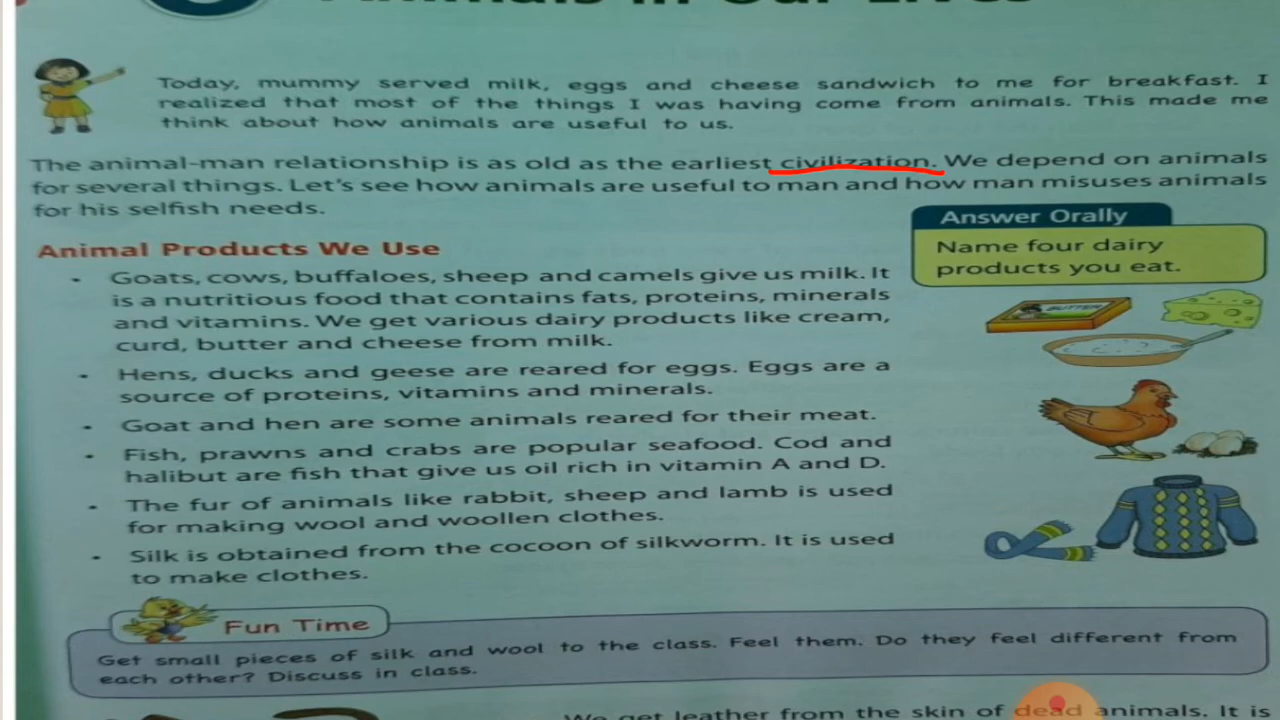 Animals in Our Lives
Today, mummy served milk, eggs and cheese sandwich to me for breakfast. I
realized that most of the things I was having come from animals. This made me
think about how animals are useful to us.
The animal-man relationship is as old as the earliest civilization. We depend on animals
for several things. Let's see how animals are useful to man and how man misuses animals
for his selfish needs.
Answer Orally
Name four dairy
products you eat.
Animal Products We Use
• Goats, cows, buffaloes, sheep and camels give us milk. It
is a nutritious food that contains fats, proteins, minerals
and vitamins. We get various dairy products like cream,
curd, butter and cheese from milk.
• Hens, ducks and geese are reared for eggs. Eggs are a
source of proteins, vitamins and minerals.
• Goat and hen are some animals reared for their meat.
• Fish, prawns and crabs are popular seafood. Cod and
halibut are fish that give us oil rich in vitamin A and D.
• The fur of animals like rabbit, sheep and lamb is used
for making wool and woollen clothes.
• Silk is obtained from the cocoon of silkworm. It is used
to make clothes.
BUTTER
Fun Time
Get small pieces of silk and wool to the class. Feel them. Do they feel different from
each other? Discuss in class.
We get leather from the skin of dead animals. It is